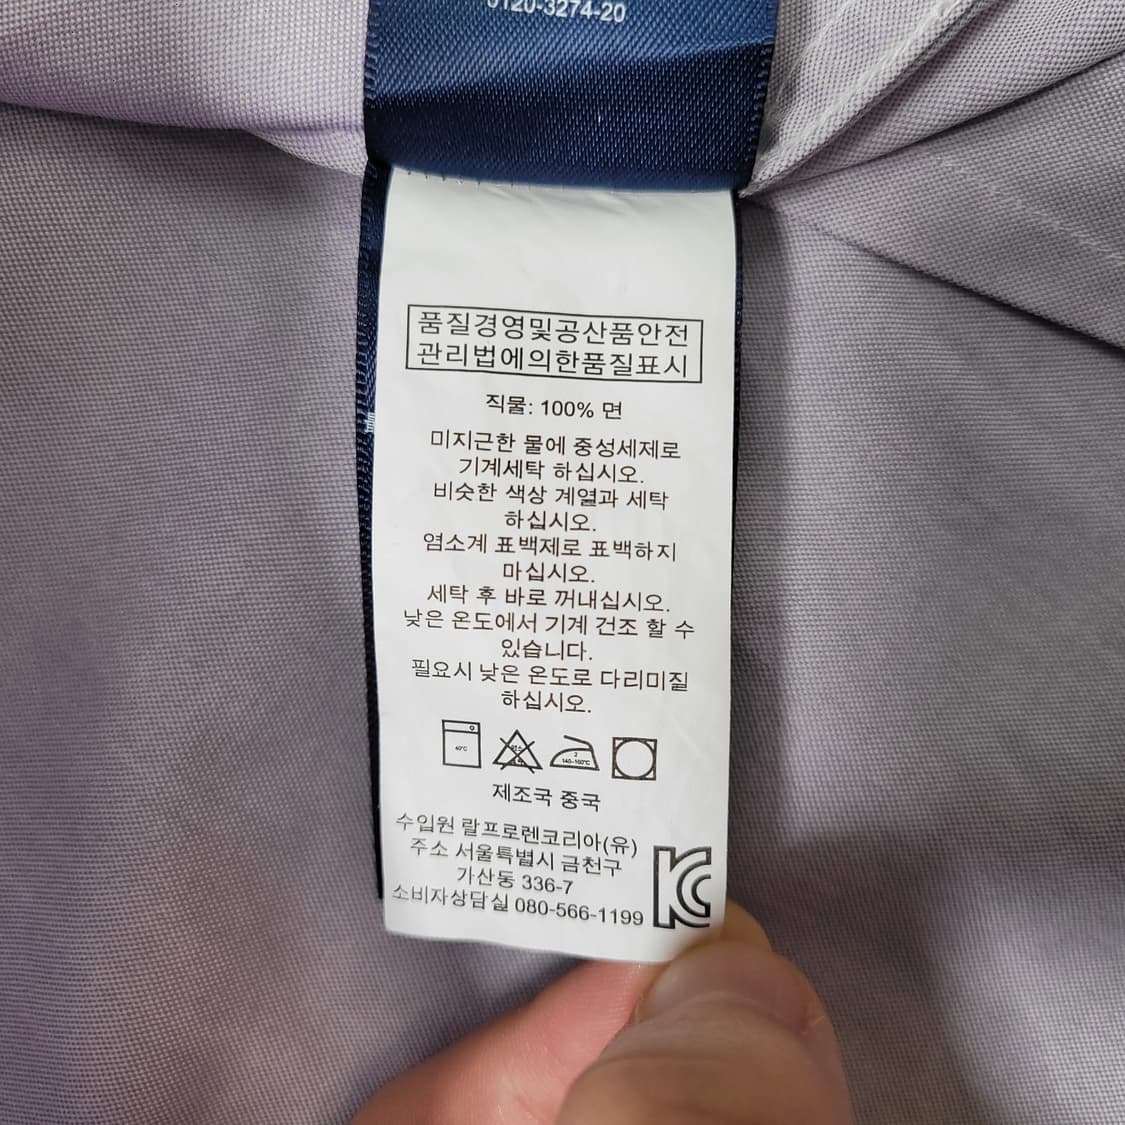 0120-3274-20
품질경영및공산품안전
관리법에의한품질표시
직물: 100% 면
미지근한 물에 중성세제로
기계세탁 하십시오.
비슷한 색상 계열과 세탁
하십시오.
염소계 표백제로 표백하지
마십시오.
세탁 후 바로 꺼내십시오.
낮은 온도에서 기계 건조 할 수
있습니다.
필요시 낮은 온도로 다리미질
하십시오.
40°C
2
140-160°C
제조국 중국
수입원 랄프로렌코리아(유)
주소 서울특별시 금천구
가산동 336-7
소비자상담실 080-566-1199